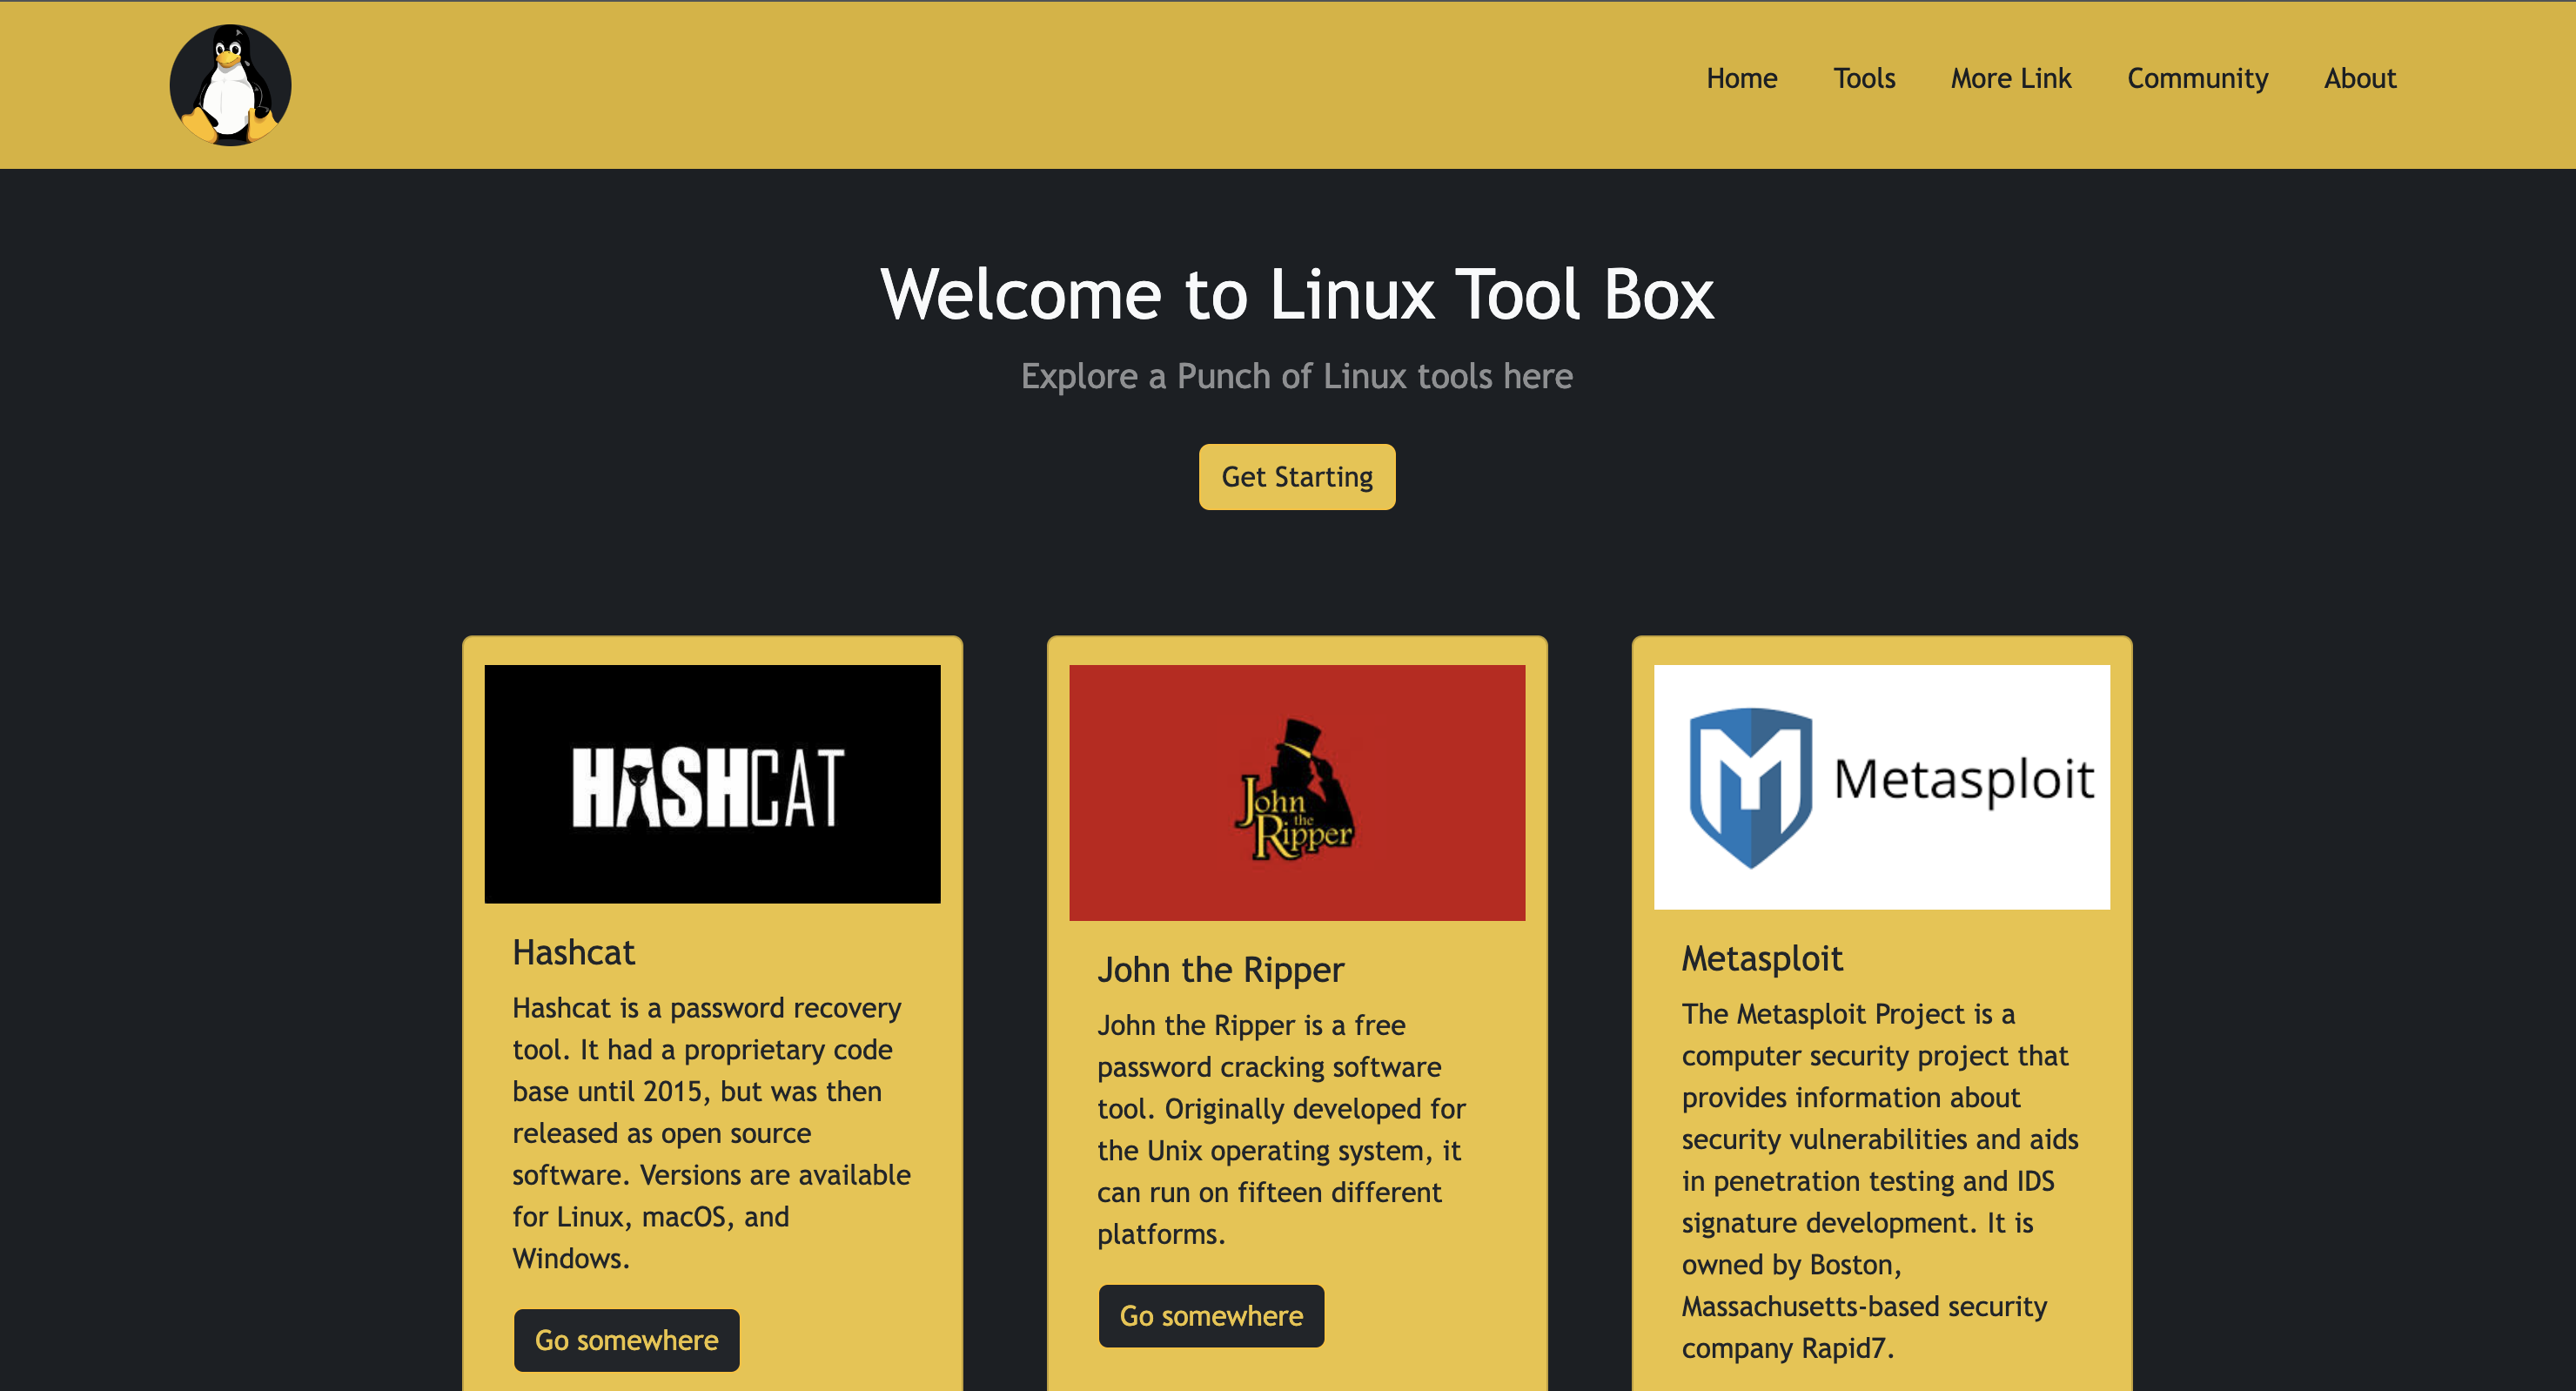 Home Tools More Link Community About
Welcome to Linux Tool Box
Explore a Punch of Linux tools here
Get Starting
HASHCAT
Hashcat
Hashcat is a password recovery
tool. It had a proprietary code
base until 2015, but was then
released as open source
software. Versions are available
for Linux, macOS, and
Windows.
Go somewhere
John
the
Ripper
John the Ripper
John the Ripper is a free
password cracking software
tool. Originally developed for
the Unix operating system, it
can run on fifteen different
platforms.
Go somewhere
Metasploit
Metasploit
The Metasploit Project is a
computer security project that
provides information about
security vulnerabilities and aids
in penetration testing and IDS
signature development. It is
owned by Boston,
Massachusetts-based security
company Rapid7.